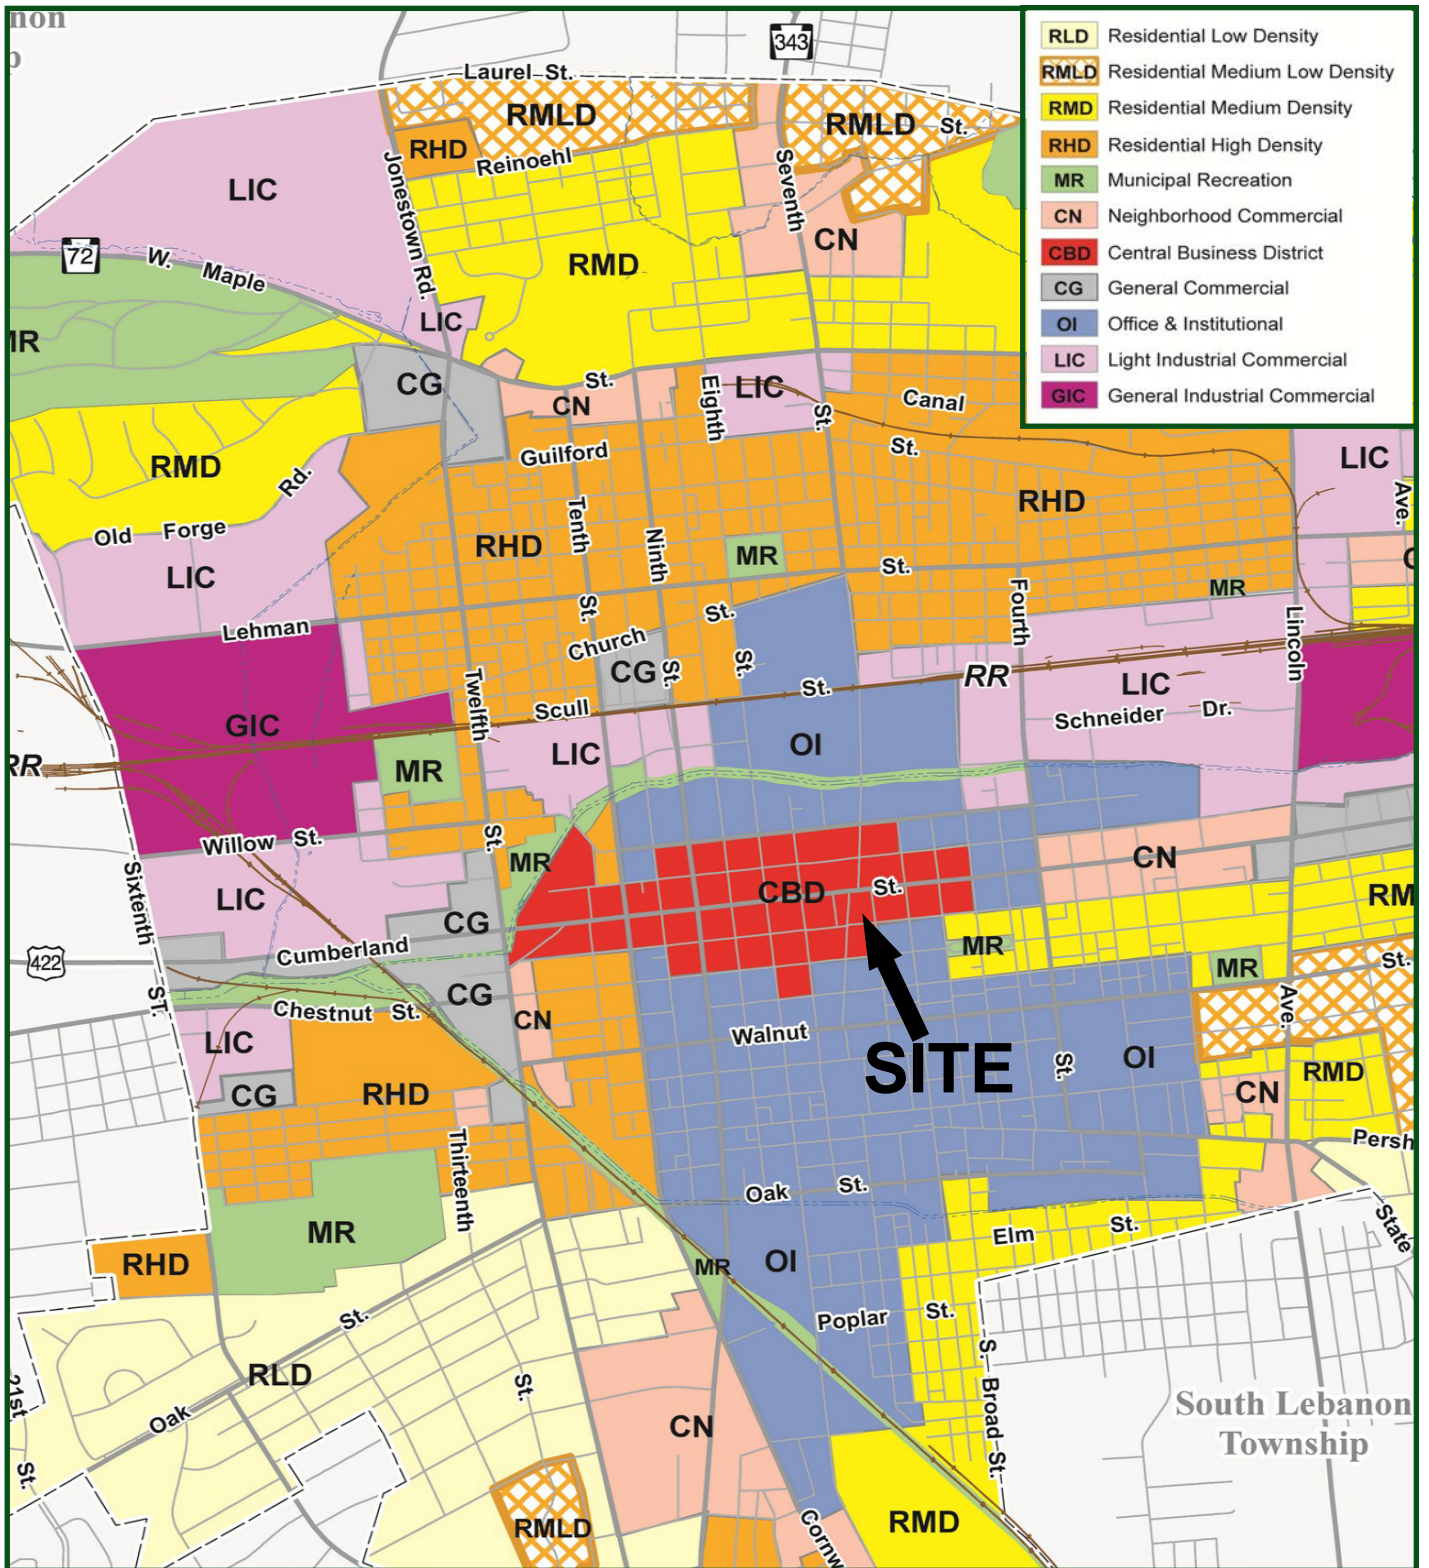 non
p
343
Laurel St.
RLD Residential Low Density
RMLD Residential Medium Low Density
RMD Residential Medium Density
RHD Residential High Density
MR Municipal Recreation
CN Neighborhood Commercial
CBD Central Business District
CG General Commercial
OI Office & Institutional
LIC Light Industrial Commercial
GIC General Industrial Commercial
RMLD
RMLD
St.
RHD
Reinoehl
LIC
Jonestown Rd.
Seventh
CN
72
W. Maple
RMD
LIC
MR
CG
St.
CN
Eighth
LIC
St.
Canal
St.
Guilford
RMD
Rd.
LIC
Ave.
RHD
Old Forge
Tenth
Ninth
RHD
MR
St.
C
LIC
Fourth
MR
St.
St.
Lehman
Church
Lincoln
CG
St.
St.
RR
Twelfth
St.
LIC
Scull
Schneider Dr.
GIC
OI
LIC
RR
MR
Willow St.
St.
MR
CN
Sixteenth
LIC
CBD
St.
RM
CG
MR
Cumberland
422
MR
St.
ST.
CG
Chestnut St.
CN
Ave.
Walnut
LIC
SITE
St.
OI
CG
RHD
CN
RMD
Thirteenth
Persh
Oak St.
MR
State
Elm St.
RHD
MR
OI
St.
Poplar St.
RLD
S. Broad St.
21st
St.
St.
Oak
CN
South Lebanon
Township
RMLD
Cornw
RMD